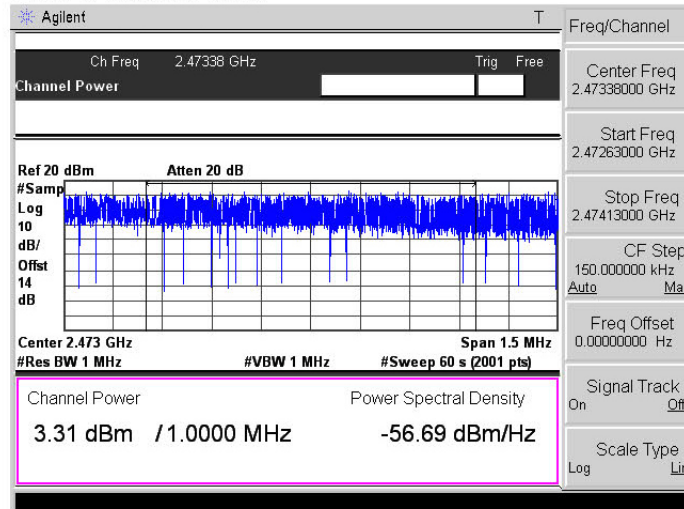 Agilent T
Freq/Channel
Ch Freq 2.47338 GHz Trig Free
Channel Power
Center Freq
2.47338000 GHz
Start Freq
2.47263000 GHz
Ref 20 dBm Atten 20 dB
#Samp
Log
10
dB/
Offst
14
dB
Stop Freq
2.47413000 GHz
CF Step
150.000000 kHz
Auto Ma
Freq Offset
0.00000000 Hz
Center 2.473 GHz Span 1.5 MHz
#Res BW 1 MHz #VBW 1 MHz #Sweep 60 s (2001 pts)
Signal Track
On Off
Channel Power Power Spectral Density
3.31 dBm /1.0000 MHz -56.69 dBm/Hz
Scale Type
Log Lin